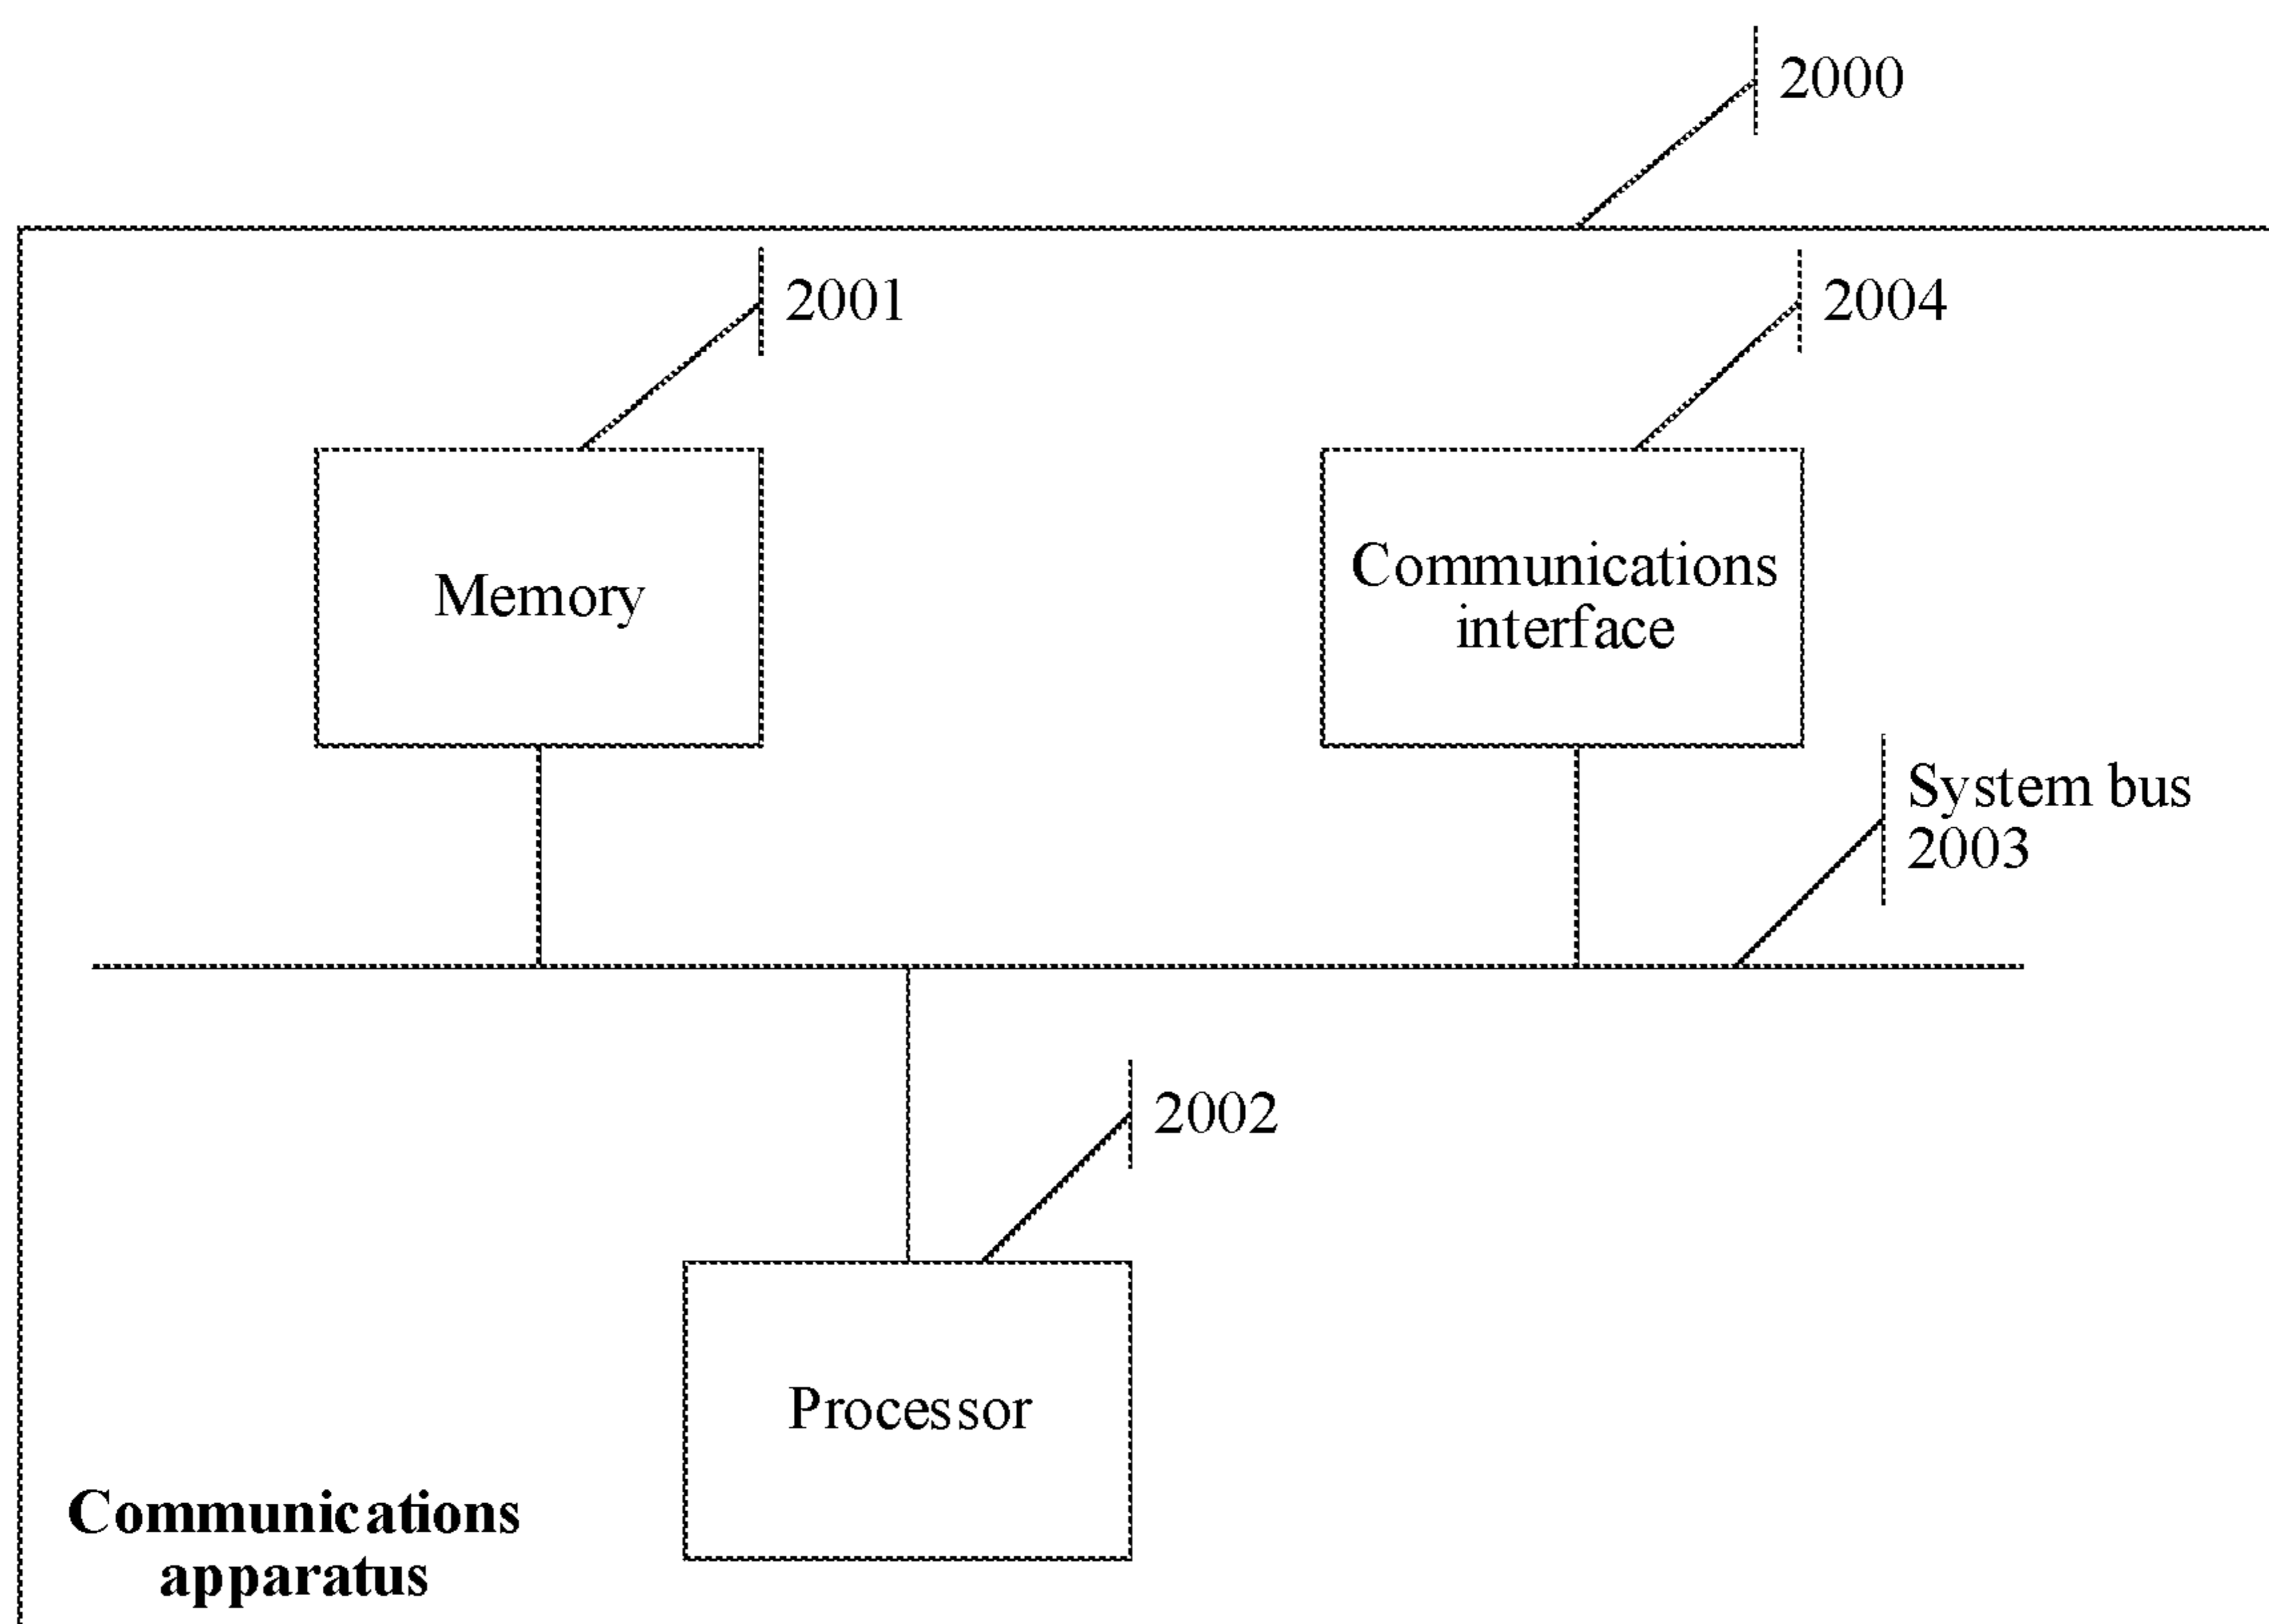 2000
2001
2004
Memory
Communications
interface
System bus
2003
2002
Processor
Communications
apparatus